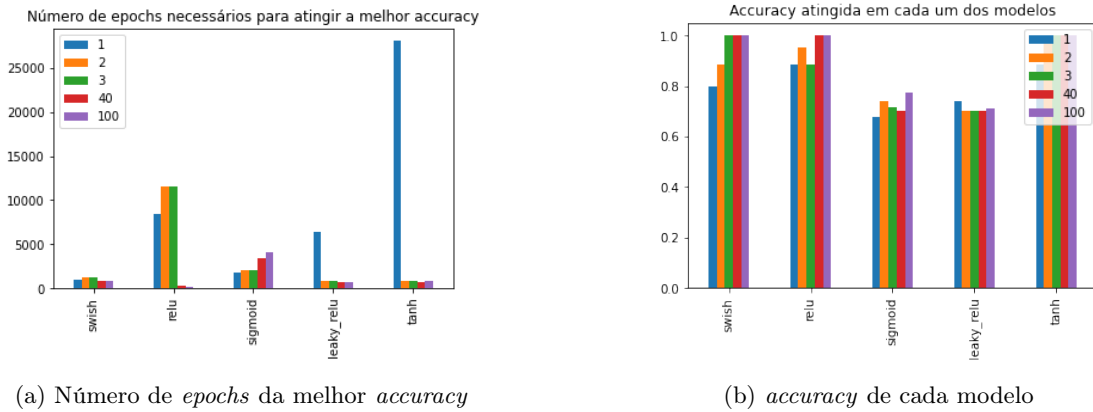 Número de epochs necessários para atingir a melhor accuracy
1
2
3
40
100
25000
20000
15000
10000
5000
0
swish
relu
sigmoid
leaky_relu
tanh
(a) Número de epochs da melhor accuracy
Accuracy atingida em cada um dos modelos
1
2
3
40
100
1.0
0.8
0.6
0.4
0.2
0.0
swish
relu
sigmoid
leaky_relu
tanh
(b) accuracy de cada modelo